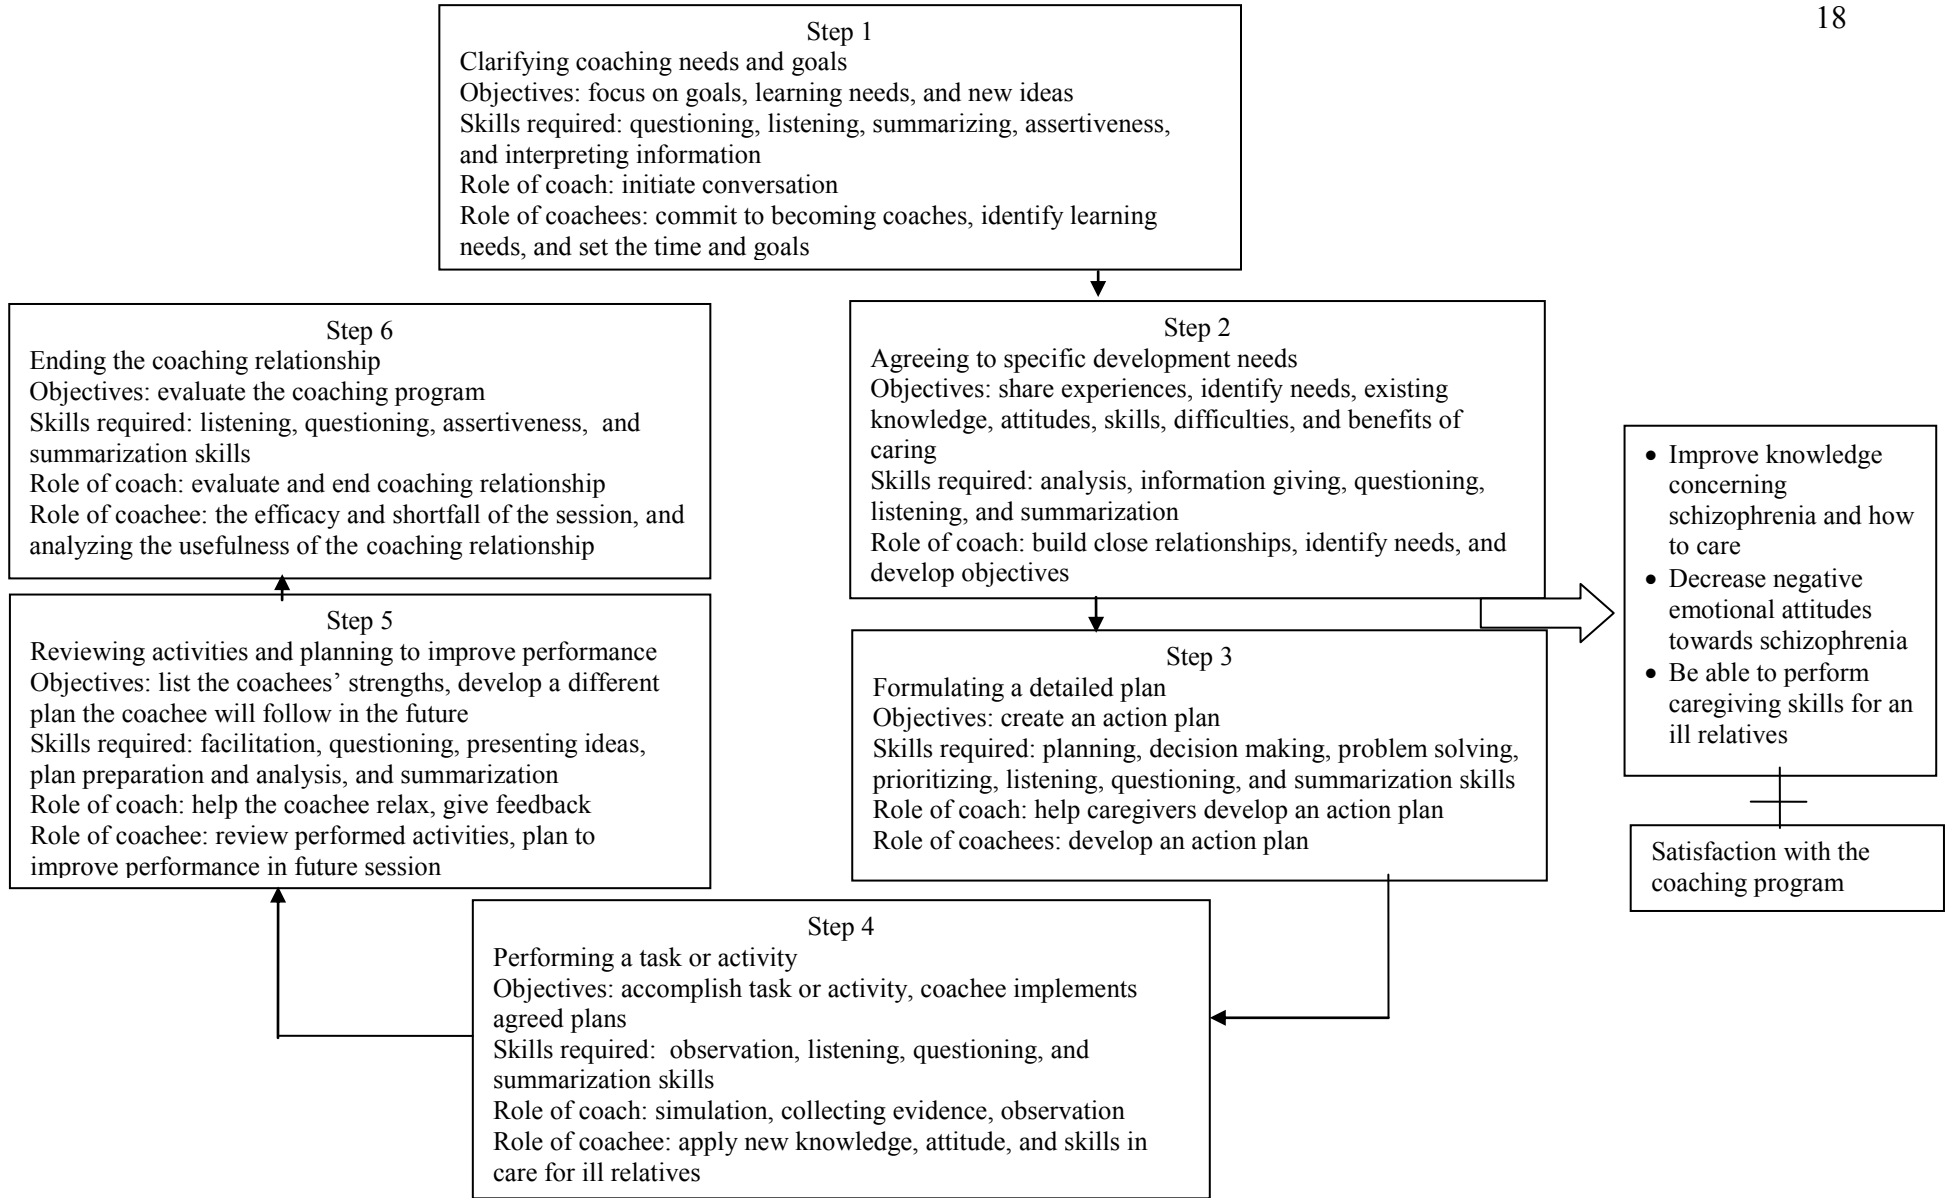 18
Step 1
Clarifying coaching needs and goals
Objectives: focus on goals, learning needs, and new ideas
Skills required: questioning, listening, summarizing, assertiveness,
and interpreting information
Role of coach: initiate conversation
Role of coachees: commit to becoming coaches, identify learning
needs, and set the time and goals
Step 2
Agreeing to specific development needs
Objectives: share experiences, identify needs, existing
knowledge, attitudes, skills, difficulties, and benefits of
caring
Skills required: analysis, information giving, questioning,
listening, and summarization
Role of coach: build close relationships, identify needs, and
develop objectives
Step 3
Formulating a detailed plan
Objectives: create an action plan
Skills required: planning, decision making, problem solving,
prioritizing, listening, questioning, and summarization skills
Role of coach: help caregivers develop an action plan
Role of coachees: develop an action plan
Step 4
Performing a task or activity
Objectives: accomplish task or activity, coachee implements
agreed plans
Skills required:  observation, listening, questioning, and
summarization skills
Role of coach: simulation, collecting evidence, observation
Role of coachee: apply new knowledge, attitude, and skills in
care for ill relatives
Step 5
Reviewing activities and planning to improve performance
Objectives: list the coachees’ strengths, develop a different
plan the coachee will follow in the future
Skills required: facilitation, questioning, presenting ideas,
plan preparation and analysis, and summarization
Role of coach: help the coachee relax, give feedback
Role of coachee: review performed activities, plan to
improve performance in future session
Step 6
Ending the coaching relationship
Objectives: evaluate the coaching program
Skills required: listening, questioning, assertiveness,  and
summarization skills
Role of coach: evaluate and end coaching relationship
Role of coachee: the efficacy and shortfall of the session, and
analyzing the usefulness of the coaching relationship
• Improve knowledge
concerning
schizophrenia and how
to care
• Decrease negative
emotional attitudes
towards schizophrenia
• Be able to perform
caregiving skills for an
ill relatives
Satisfaction with the
coaching program